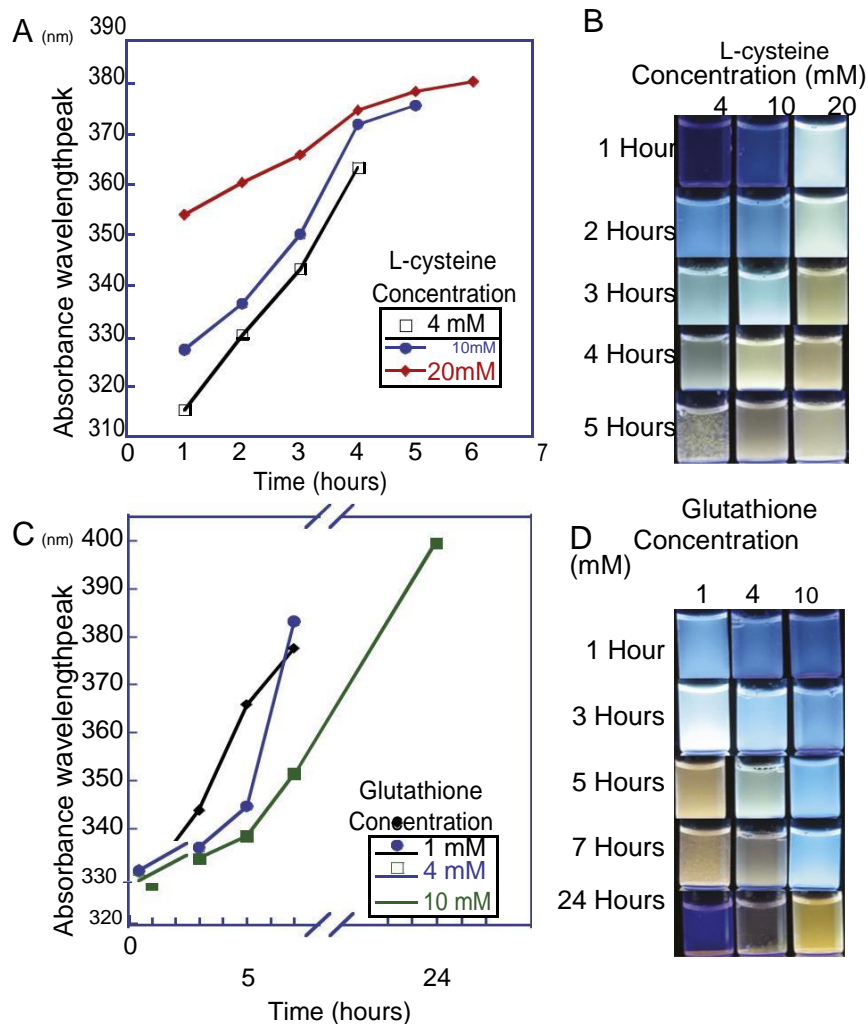 A (nm)
390
380
370
360
350
340
330
320
310
Absorbance wavelengthpeak
0
1 2 3 4 5 6 7
Time (hours)
L-cysteine
Concentration
4 mM
10mM
20mM
B
L-cysteine
Concentration (mM)
4 10 20
1 Hour
2 Hours
3 Hours
4 Hours
5 Hours
C (nm)
400
390
380
370
360
350
340
330
320
Absorbance wavelengthpeak
0
5 24
Time (hours)
Glutathione
Concentration
1 mM
4 mM
10 mM
D
Glutathione
Concentration
(mM)
1 4 10
1 Hour
3 Hours
5 Hours
7 Hours
24 Hours